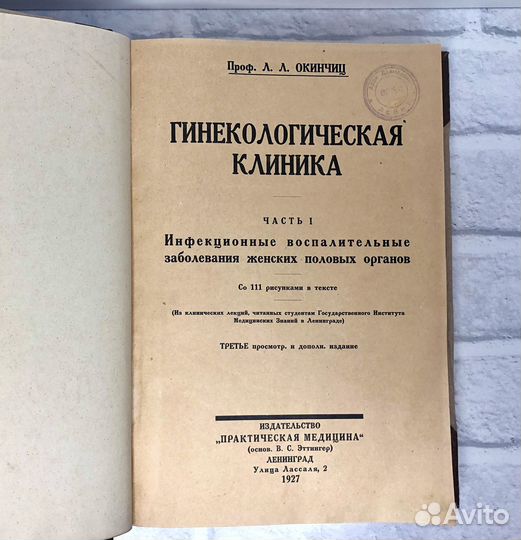 Проф. Л. Л. ОКИНЧИЦ
ГИНЕКОЛОГИЧЕСКАЯ
КЛИНИКА
ЧАСТЬ I
Инфекционные воспалительные
заболевания женских половых органов
Со 111 рисунками в тексте
(Из клинических лекций, читанных студентам Государственного Института
Медицинских Знаний в Ленинграде)
ТРЕТЬЕ просмотр. и дополн. издание
ИЗДАТЕЛЬСТВО
„ПРАКТИЧЕСКАЯ МЕДИЦИНА"
(основ. В. С. Эттингер)
ЛЕНИНГРАД
Улица Лассаля, 2
1927
Avito